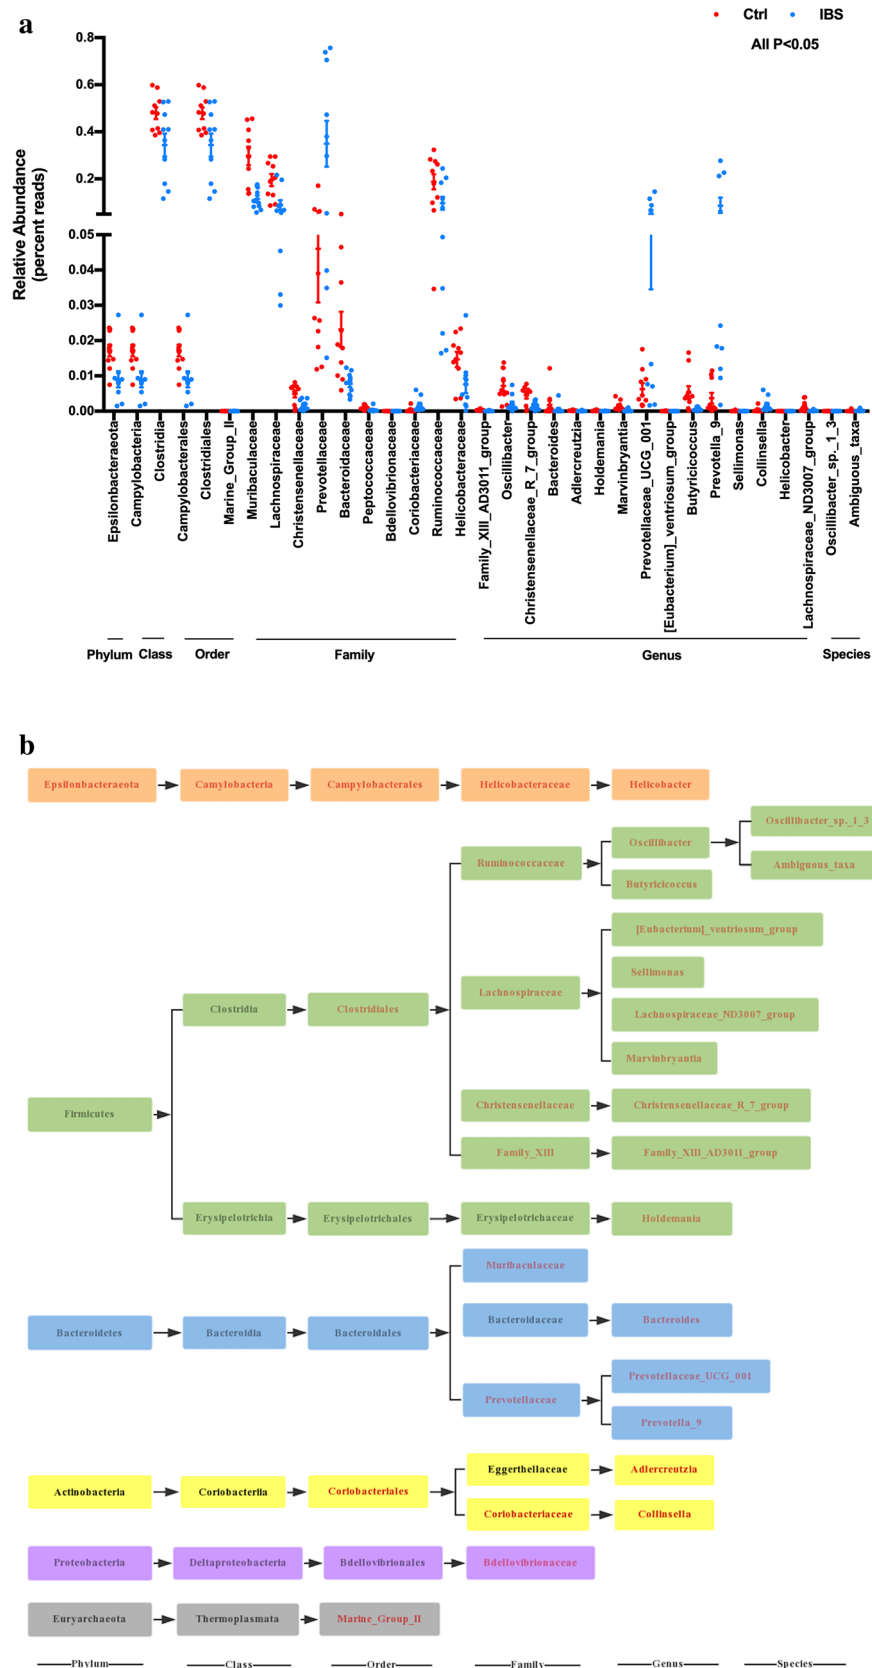 a
Ctrl
IBS
All P<0.05
Relative Abundance
(percent reads)
0.8
0.6
0.4
0.2
0.05
0.04
0.03
0.02
0.01
0.00
Epsilonbacteraeota
Campylobacteria
Clostridia
Campylobacterales
Clostridiales
Marine_Group_II
Muribaculaceae
Lachnospiraceae
Christensenellaceae
Prevotellaceae
Bacteroidaceae
Peptococcaceae
Bdellovibrionaceae
Coriobacteriaceae
Ruminococcaceae
Helicobacteraceae
Family_XIII_AD3011_group
Oscillibacter
Christensenellaceae_R_7_group
Bacteroides
Adlercreutzia
Holdemania
Marvinbryantia
Prevotellaceae_UCG_001
[Eubacterium]_ventriosum_group
Butyricicoccus
Prevotella_9
Sellimonas
Collinsella
Helicobacter
Lachnospiraceae_ND3007_group
Oscillibacter_sp._1_3
Ambiguous_taxa
Phylum Class Order Family Genus Species
b
Epsilonbacteraeota Camylobacteria Campylobacterales Helicobacteraceae Helicobacter
Oscillibacter_sp._1_3
Oscillibacter
Ruminococcaceae Ambiguous_taxa
Butyricicoccus
[Eubacterium]_ventriosum_group
Sellimonas
Lachnospiraceae
Clostridia Clostridiales Lachnospiraceae_ND3007_group
Marvinbryantia
Christensenellaceae Christensenellaceae_R_7_group
Firmicutes
Family_XIII Family_XIII_AD3011_group
Erysipelotrichia Erysipelotrichales Erysipelotrichaceae Holdemania
Muribaculaceae
Bacteroidetes Bacteroidia Bacteroidales Bacteroidaceae Bacteroides
Prevotellaceae_UCG_001
Prevotellaceae
Prevotella_9
Eggerthellaceae Adlercreutzia
Actinobacteria Coriobacteriia Coriobacteriales
Coriobacteriaceae Collinsella
Proteobacteria Deltaproteobacteria Bdellovibrionales Bdellovibrionaceae
Euryarchaeota Thermoplasmata Marine_Group_II
Phylum Class Order Family Genus Species